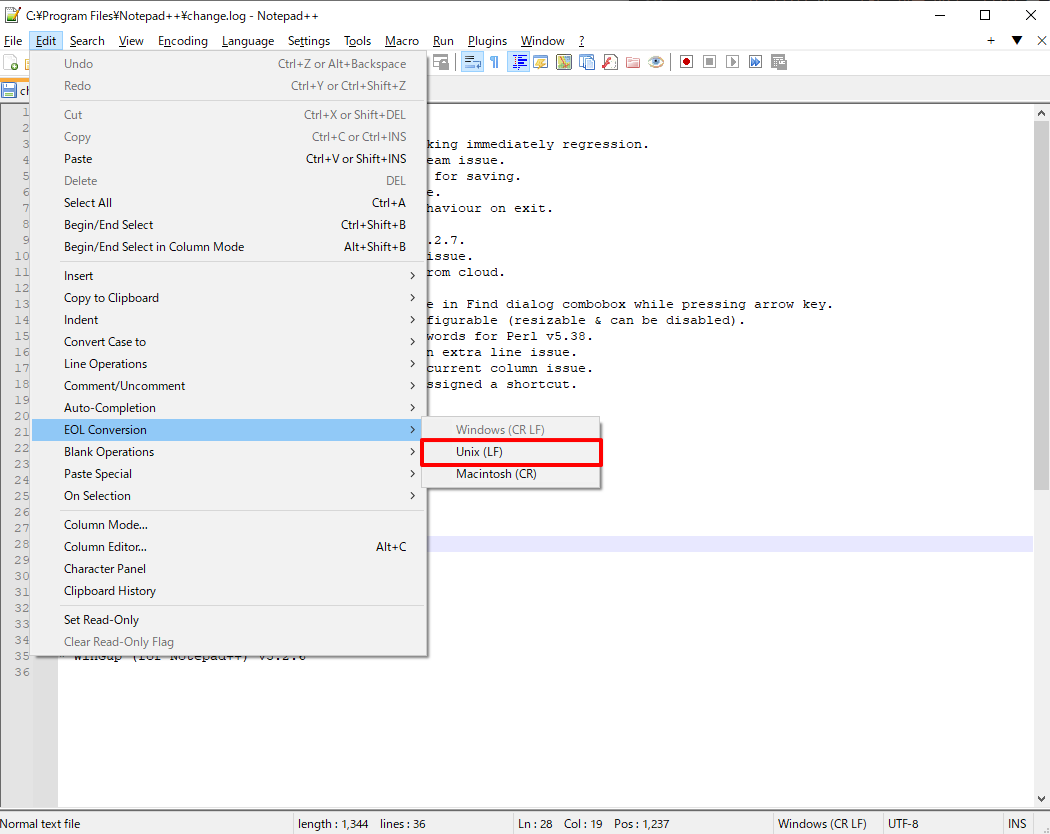 C:¥Program Files¥Notepad++¥change.log - Notepad++
File Edit Search View Encoding Language Settings Tools Macro Run Plugins Window ?
+ ▼ ✕
Undo Ctrl+Z or Alt+Backspace
Redo Ctrl+Y or Ctrl+Shift+Z
Cut Ctrl+X or Shift+DEL
Copy Ctrl+C or Ctrl+INS
Paste Ctrl+V or Shift+INS
Delete DEL
Select All Ctrl+A
Begin/End Select Ctrl+Shift+B
Begin/End Select in Column Mode Alt+Shift+B
Insert
Copy to Clipboard
Indent
Convert Case to
Line Operations
Comment/Uncomment
Auto-Completion
EOL Conversion
Blank Operations
Paste Special
On Selection
Column Mode...
Column Editor... Alt+C
Character Panel
Clipboard History
Set Read-Only
Clear Read-Only Flag
Windows (CR LF)
Unix (LF)
Macintosh (CR)
1
2
3 king immediately regression.
4 eam issue.
5 for saving.
6 e.
7 haviour on exit.
8
9 .2.7.
10 issue.
11 rom cloud.
12
13 e in Find dialog combobox while pressing arrow key.
14 figurable (resizable & can be disabled).
15 words for Perl v5.38.
16 n extra line issue.
17 current column issue.
18 ssigned a shortcut.
19
20
21
22
23
24
25
26
27
28
29
30
31
32
33
34
35
36
Normal text file length : 1,344 lines : 36 Ln : 28 Col : 19 Pos : 1,237 Windows (CR LF) UTF-8 INS